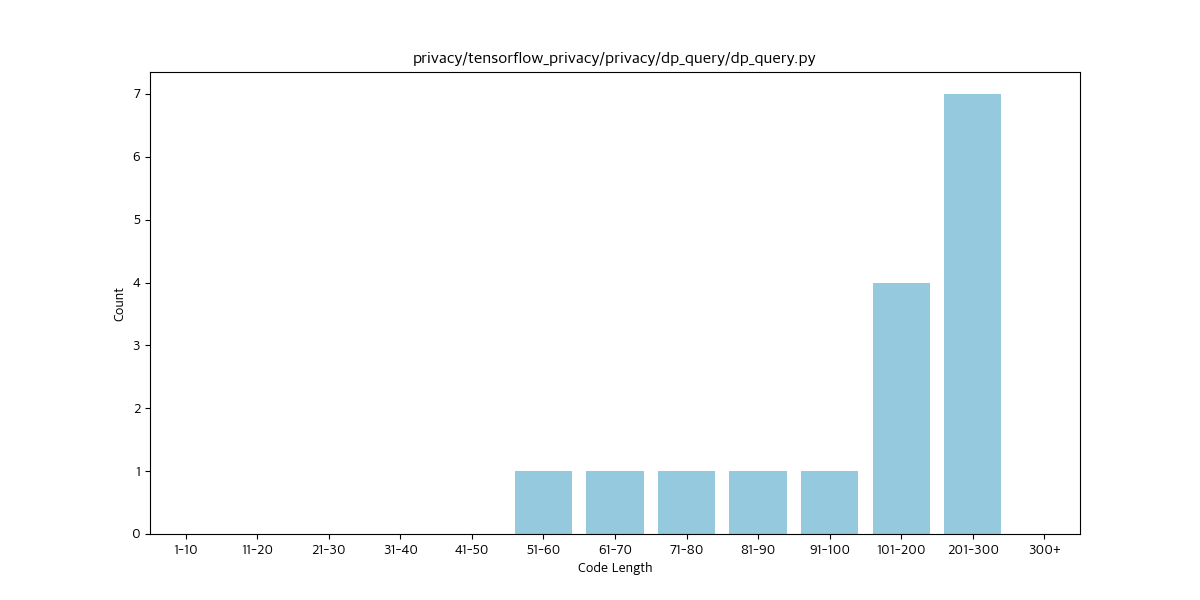 privacy/tensorflow_privacy/privacy/dp_query/dp_query.py
7
6
5
4
3
2
1
0
Count
1-10 11-20 21-30 31-40 41-50 51-60 61-70 71-80 81-90 91-100 101-200 201-300 300+
Code Length